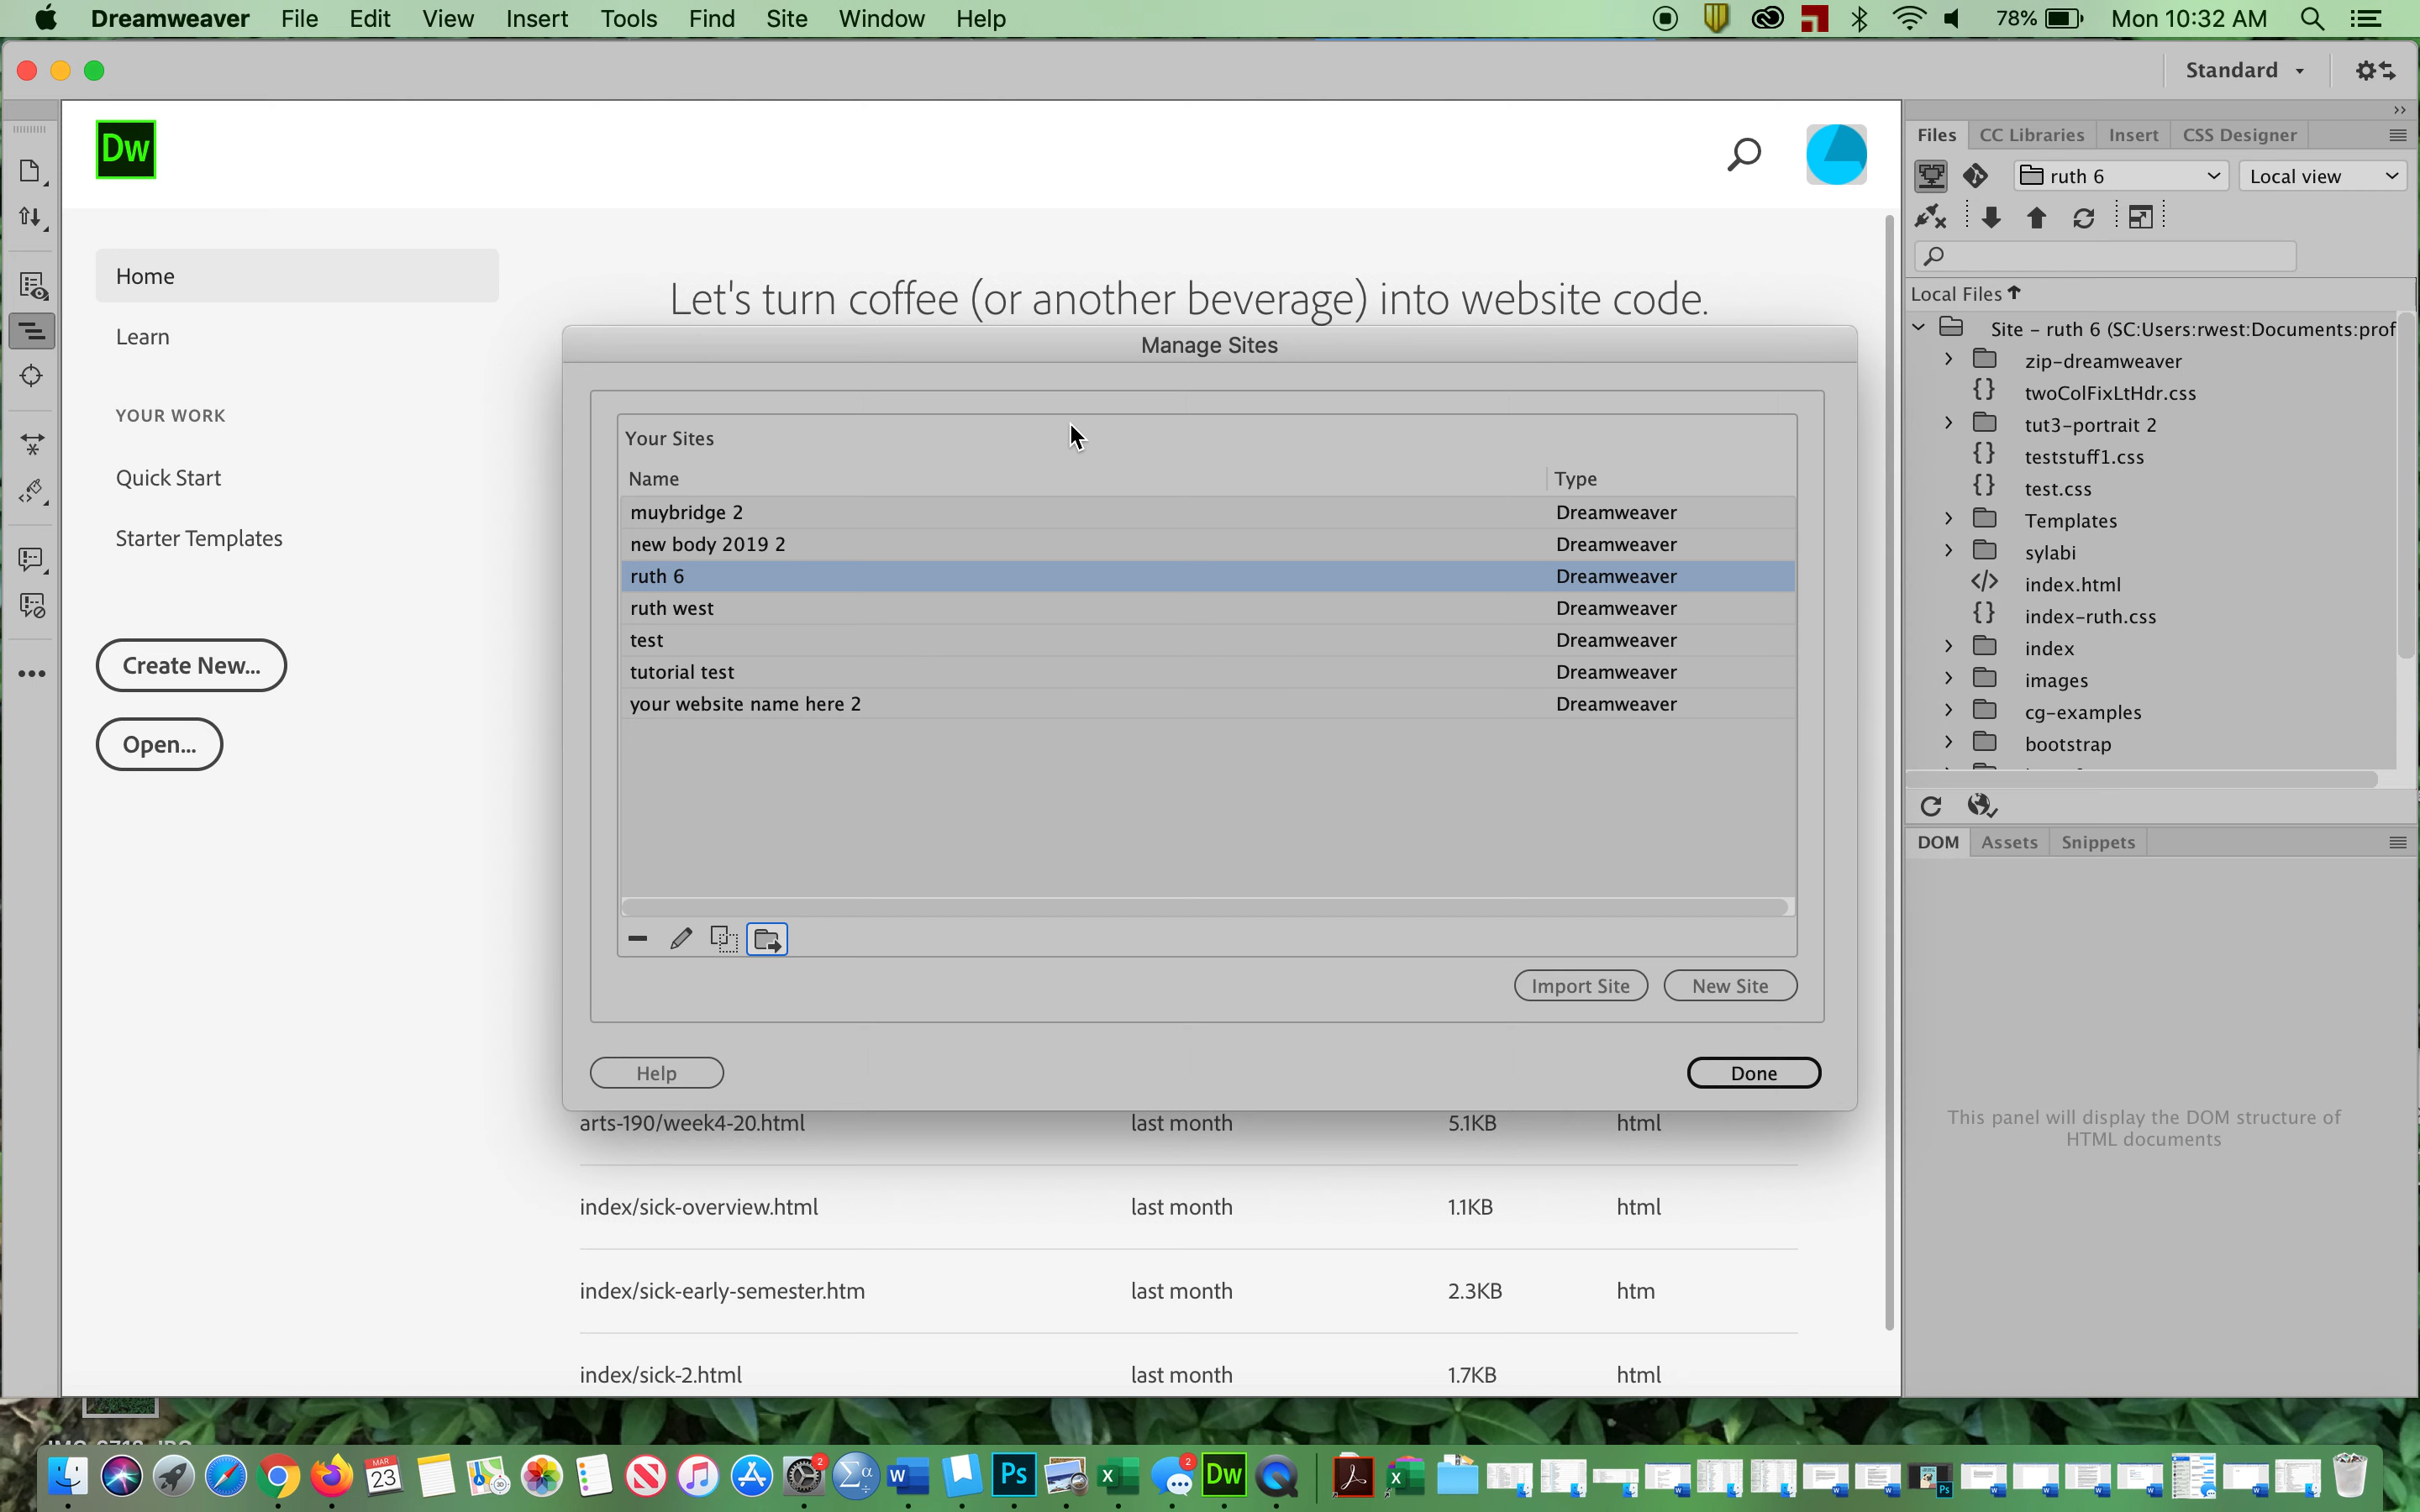 Dreamweaver File Edit View Insert Tools Find Site Window Help 78% Mon 10:32 AM
Standard
Dw
Files CC Libraries Insert CSS Designer
ruth 6 Local view
Home
Learn
YOUR WORK
Quick Start
Starter Templates
Create New...
Open...
Let's turn coffee (or another beverage) into website code.
Manage Sites
Your Sites
Name Type
muybridge 2 Dreamweaver
new body 2019 2 Dreamweaver
ruth 6 Dreamweaver
ruth west Dreamweaver
test Dreamweaver
tutorial test Dreamweaver
your website name here 2 Dreamweaver
Import Site New Site
Help Done
arts-190/week4-20.html last month 5.1KB html
index/sick-overview.html last month 1.1KB html
index/sick-early-semester.htm last month 2.3KB htm
index/sick-2.html last month 1.7KB html
Local Files
Site - ruth 6 (SC:Users:rwest:Documents:prof
zip-dreamweaver
twoColFixLtHdr.css
tut3-portrait 2
teststuff1.css
test.css
Templates
sylabi
index.html
index-ruth.css
index
images
cg-examples
bootstrap
DOM Assets Snippets
This panel will display the DOM structure of
HTML documents
MAR
23
2
W
Ps
X
2
Dw